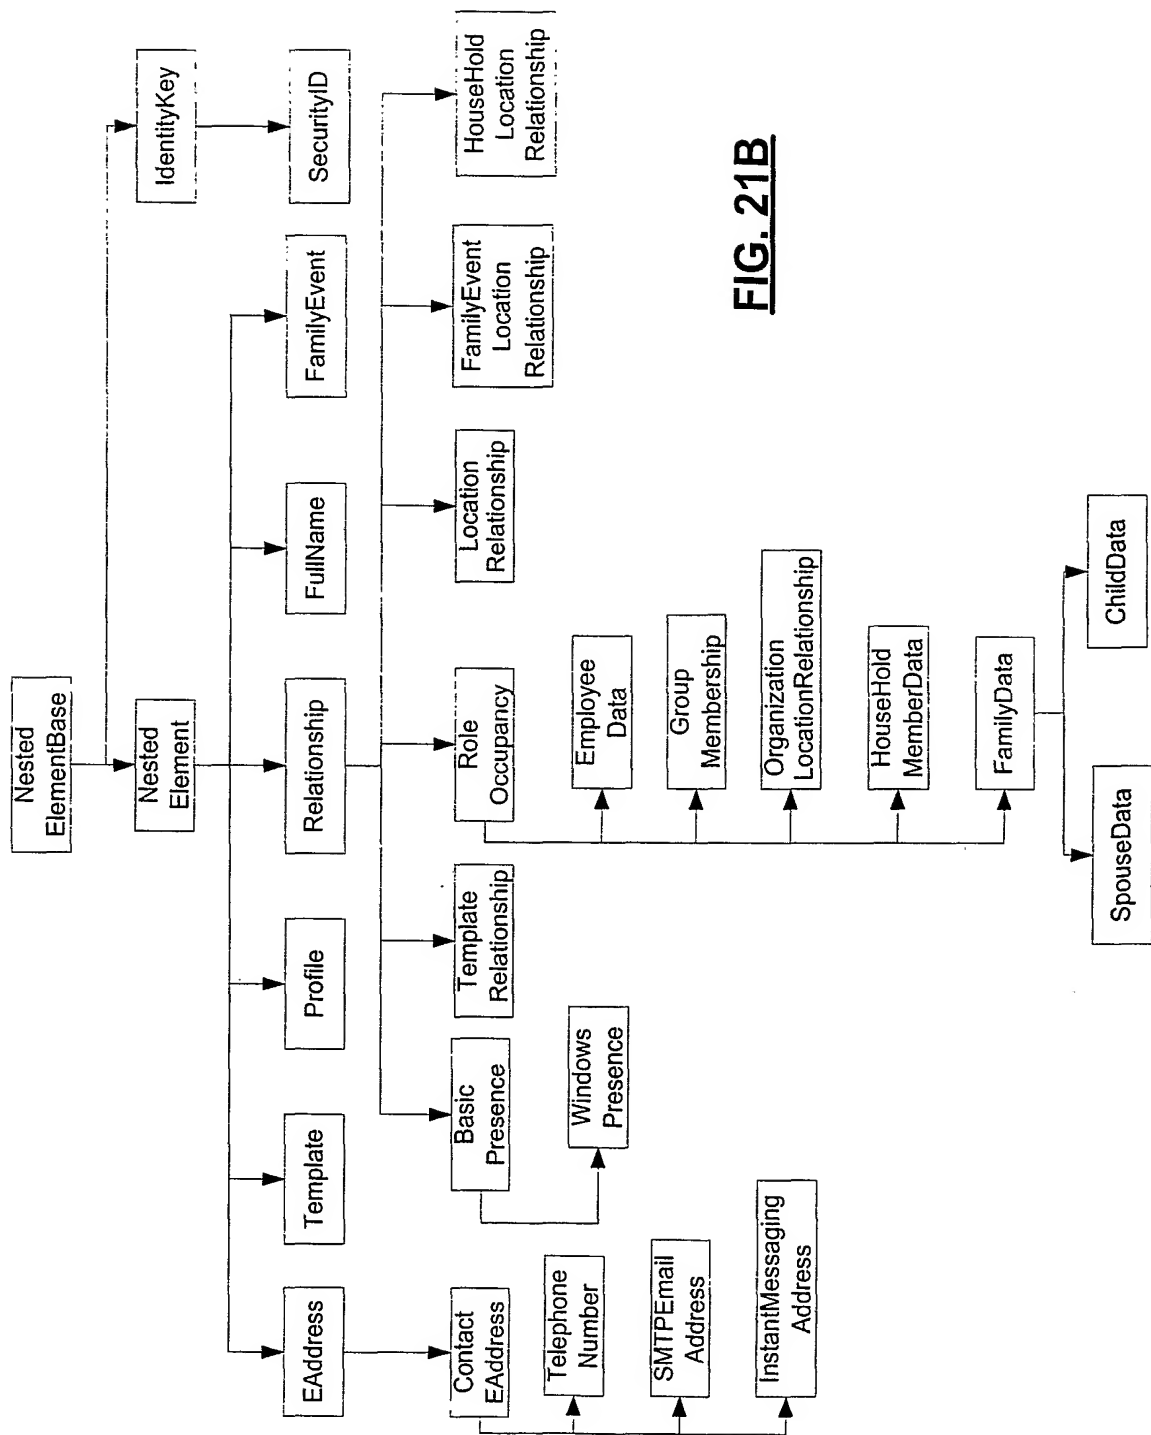 Nested
ElementBase
Nested
Element
IdentityKey
EAddress
Template
Profile
Relationship
FullName
FamilyEvent
SecurityID
Contact
EAddress
Basic
Presence
Template
Relationship
Role
Occupancy
Location
Relationship
FamilyEvent
Location
Relationship
HouseHold
Location
Relationship
Telephone
Number
SMTPEmail
Address
InstantMessaging
Address
Windows
Presence
Employee
Data
Group
Membership
Organization
LocationRelationship
HouseHold
MemberData
FamilyData
SpouseData
ChildData
FIG. 21B